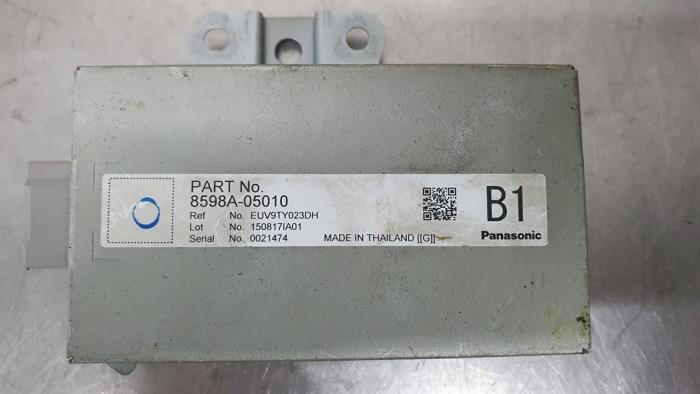 PART No.
8598A-05010
Ref No. EUV9TY023DH
Lot No. 150817IA01
Serial No. 0021474 MADE IN THAILAND [[G]]
B1
Panasonic